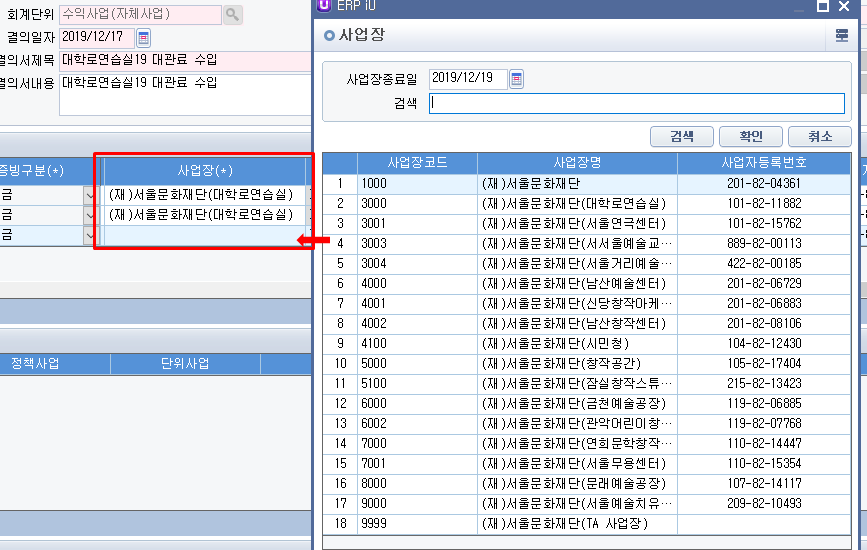 회계단위 수익사업(자체사업)
결의일자 2019/12/17
결의서제목 대학로연습실19 대관료 수입
결의서내용 대학로연습실19 대관료 수입
증빙구분(*) 사업장(*)
금 (재)서울문화재단(대학로연습실)
금 (재)서울문화재단(대학로연습실)
금
정책사업 단위사업
ERP iU
사업장
사업장종료일 2019/12/19
검색
검색 확인 취소
사업장코드 사업장명 사업자등록번호
1 1000 (재)서울문화재단 201-82-04361
2 3000 (재)서울문화재단(대학로연습실) 101-82-11882
3 3001 (재)서울문화재단(서울연극센터) 101-82-15762
4 3003 (재)서울문화재단(서서울예술교… 889-82-00113
5 3004 (재)서울문화재단(서울거리예술… 422-82-00185
6 4000 (재)서울문화재단(남산예술센터) 201-82-06729
7 4001 (재)서울문화재단(신당창작아케… 201-82-06883
8 4002 (재)서울문화재단(남산창작센터) 201-82-08106
9 4100 (재)서울문화재단(시민청) 104-82-12430
10 5000 (재)서울문화재단(창작공간) 105-82-17404
11 5100 (재)서울문화재단(잠실창작스튜… 215-82-13423
12 6000 (재)서울문화재단(금천예술공장) 119-82-06885
13 6002 (재)서울문화재단(관악어린이창… 119-82-07768
14 7000 (재)서울문화재단(연희문학창작… 110-82-14447
15 7001 (재)서울문화재단(서울무용센터) 110-82-15354
16 8000 (재)서울문화재단(문래예술공장) 107-82-14117
17 9000 (재)서울문화재단(서울예술치유… 209-82-10493
18 9999 (재)서울문화재단(TA 사업장)